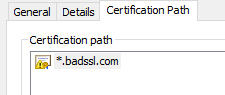 General Details Certification Path
Certification path
*.badssl.com